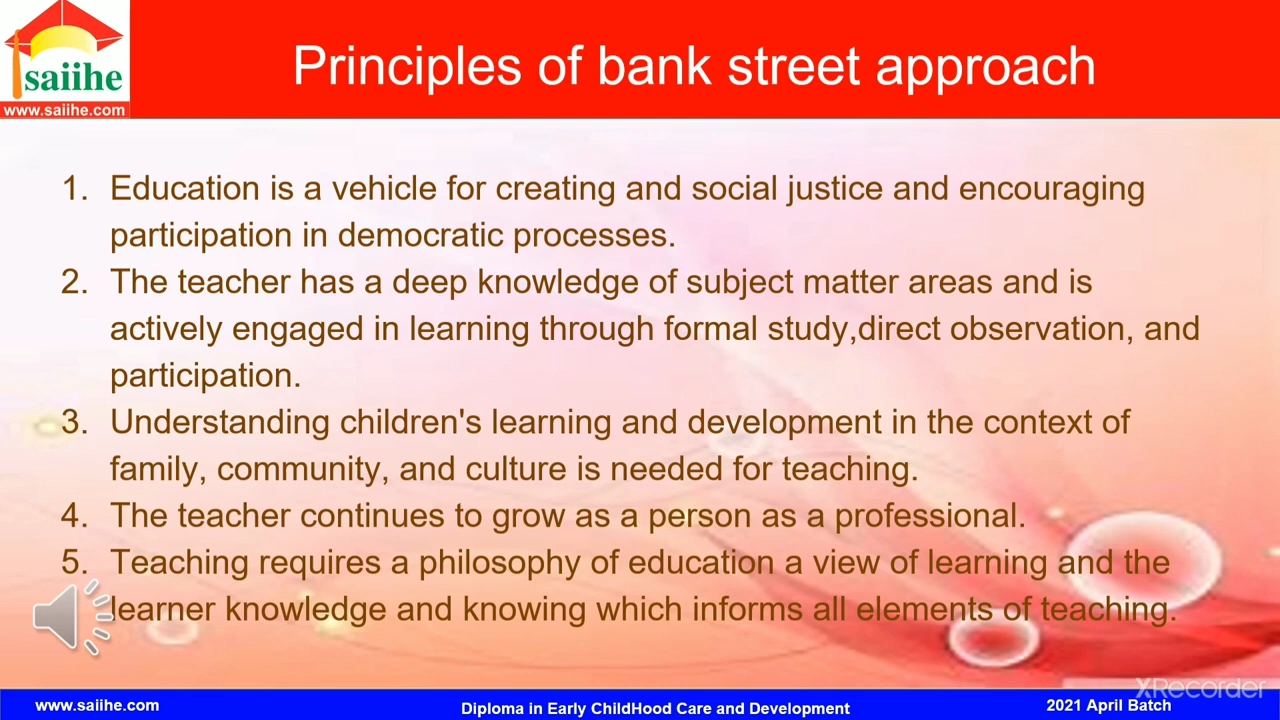 saiihe
www.saiihe.com
Principles of bank street approach
1. Education is a vehicle for creating and social justice and encouraging
participation in democratic processes.
2. The teacher has a deep knowledge of subject matter areas and is
actively engaged in learning through formal study,direct observation, and
participation.
3. Understanding children's learning and development in the context of
family, community, and culture is needed for teaching.
4. The teacher continues to grow as a person as a professional.
5. Teaching requires a philosophy of education a view of learning and the
learner knowledge and knowing which informs all elements of teaching.
XRecorder
www.saiihe.com
Diploma in Early ChildHood Care and Development
2021 April Batch